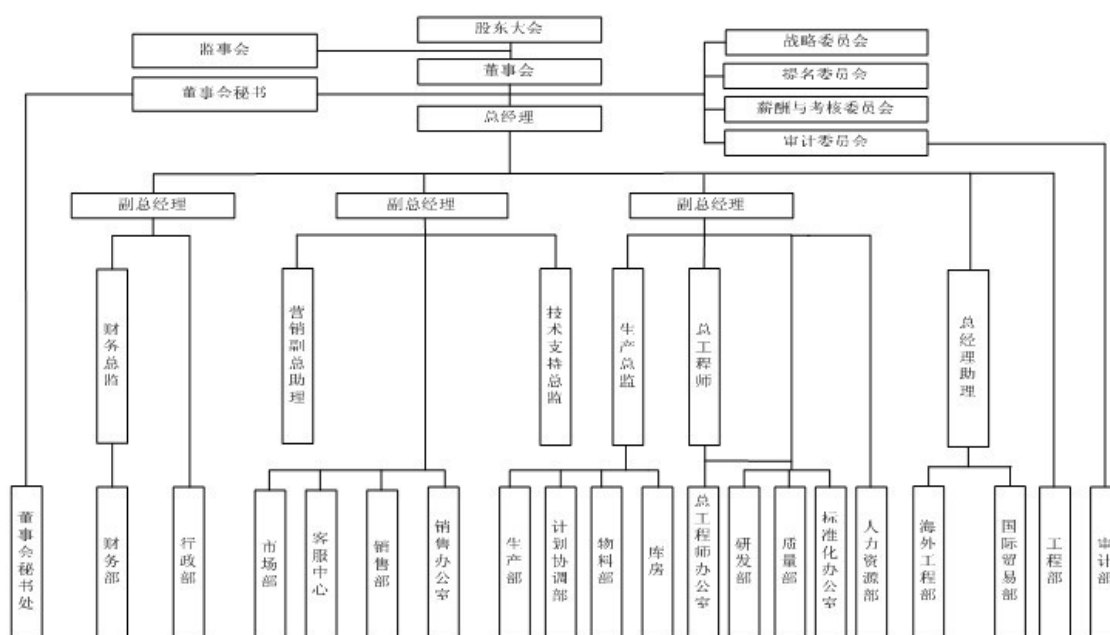 股东大会
监事会
战略委员会
董事会
提名委员会
董事会秘书
薪酬与考核委员会
总经理
审计委员会
副总经理
副总经理
副总经理
财务总监
营销副总助理
技术支持总监
生产总监
总工程师
总经理助理
董事会秘书处
财务部
行政部
市场部
客服中心
销售部
销售办公室
生产部
计划协调部
物料部
库房
总工程师办公室
研发部
质量部
标准化办公室
人力资源部
海外工程部
国际贸易部
工程部
审计部